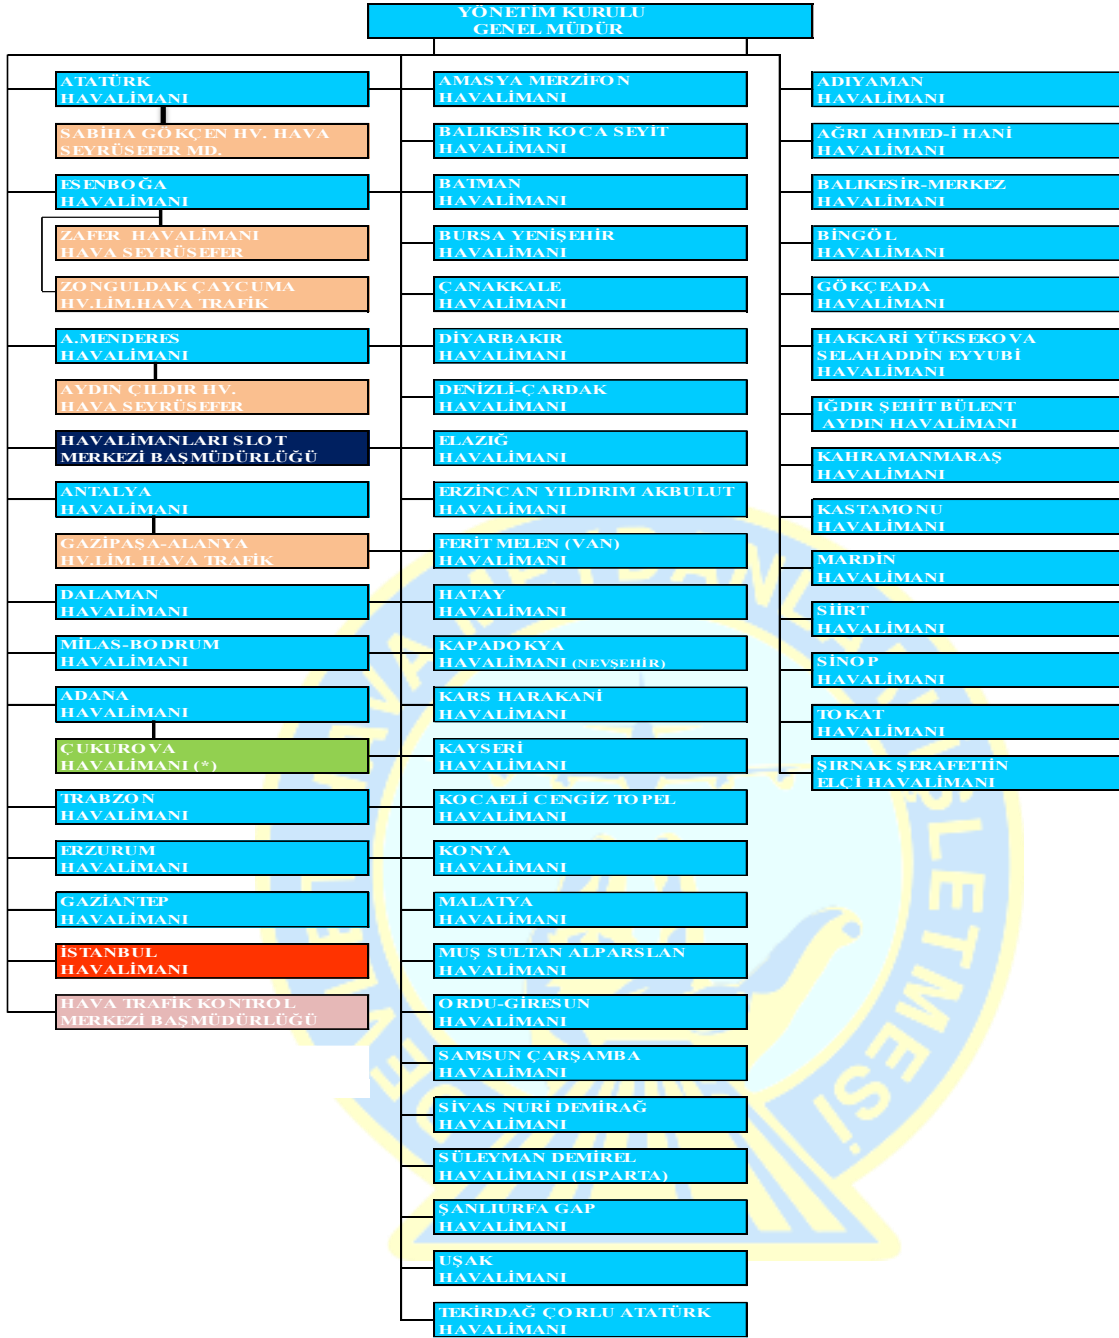 YÖNETİM KURULU
GENEL MÜDÜR
ATATÜRK
HAVALİMANI
SABİHA GÖKÇEN HV. HAVA
SEYRÜSEFER MD.
ESENBOĞA
HAVALİMANI
ZAFER HAVALİMANI
HAVA SEYRÜSEFER
ZONGULDAK ÇAYCUMA
HV.LİM.HAVA TRAFİK
A.MENDERES
HAVALİMANI
AYDIN ÇILDIR HV.
HAVA SEYRÜSEFER
HAVALİMANLARI SLOT
MERKEZİ BAŞMÜDÜRLÜĞÜ
ANTALYA
HAVALİMANI
GAZİPAŞA-ALANYA
HV.LİM. HAVA TRAFİK
DALAMAN
HAVALİMANI
MİLAS-BODRUM
HAVALİMANI
ADANA
HAVALİMANI
ÇUKUROVA
HAVALİMANI (*)
TRABZON
HAVALİMANI
ERZURUM
HAVALİMANI
GAZİANTEP
HAVALİMANI
İSTANBUL
HAVALİMANI
HAVA TRAFİK KONTROL
MERKEZİ BAŞMÜDÜRLÜĞÜ
AMASYA MERZİFON
HAVALİMANI
BALIKESİR KOCA SEYİT
HAVALİMANI
BATMAN
HAVALİMANI
BURSA YENİŞEHİR
HAVALİMANI
ÇANAKKALE
HAVALİMANI
DİYARBAKIR
HAVALİMANI
DENİZLİ-ÇARDAK
HAVALİMANI
ELAZIĞ
HAVALİMANI
ERZİNCAN YILDIRIM AKBULUT
HAVALİMANI
FERİT MELEN (VAN)
HAVALİMANI
HATAY
HAVALİMANI
KAPADOKYA
HAVALİMANI (NEVŞEHİR)
KARS HARAKANİ
HAVALİMANI
KAYSERİ
HAVALİMANI
KOCAELİ CENGİZ TOPEL
HAVALİMANI
KONYA
HAVALİMANI
MALATYA
HAVALİMANI
MUŞ SULTAN ALPARSLAN
HAVALİMANI
ORDU-GİRESUN
HAVALİMANI
SAMSUN ÇARŞAMBA
HAVALİMANI
SİVAS NURİ DEMİRAĞ
HAVALİMANI
SÜLEYMAN DEMİREL
HAVALİMANI (ISPARTA)
ŞANLIURFA GAP
HAVALİMANI
UŞAK
HAVALİMANI
TEKİRDAĞ ÇORLU ATATÜRK
HAVALİMANI
ADIYAMAN
HAVALİMANI
AĞRI AHMED-İ HANİ
HAVALİMANI
BALIKESİR-MERKEZ
HAVALİMANI
BİNGÖL
HAVALİMANI
GÖKÇEADA
HAVALİMANI
HAKKARİ YÜKSEKOVA
SELAHADDİN EYYUBİ
HAVALİMANI
IĞDIR ŞEHİT BÜLENT
AYDIN HAVALİMANI
KAHRAMANMARAŞ
HAVALİMANI
KASTAMONU
HAVALİMANI
MARDİN
HAVALİMANI
SİİRT
HAVALİMANI
SİNOP
HAVALİMANI
TOKAT
HAVALİMANI
ŞIRNAK ŞERAFETTİN
ELÇİ HAVALİMANI